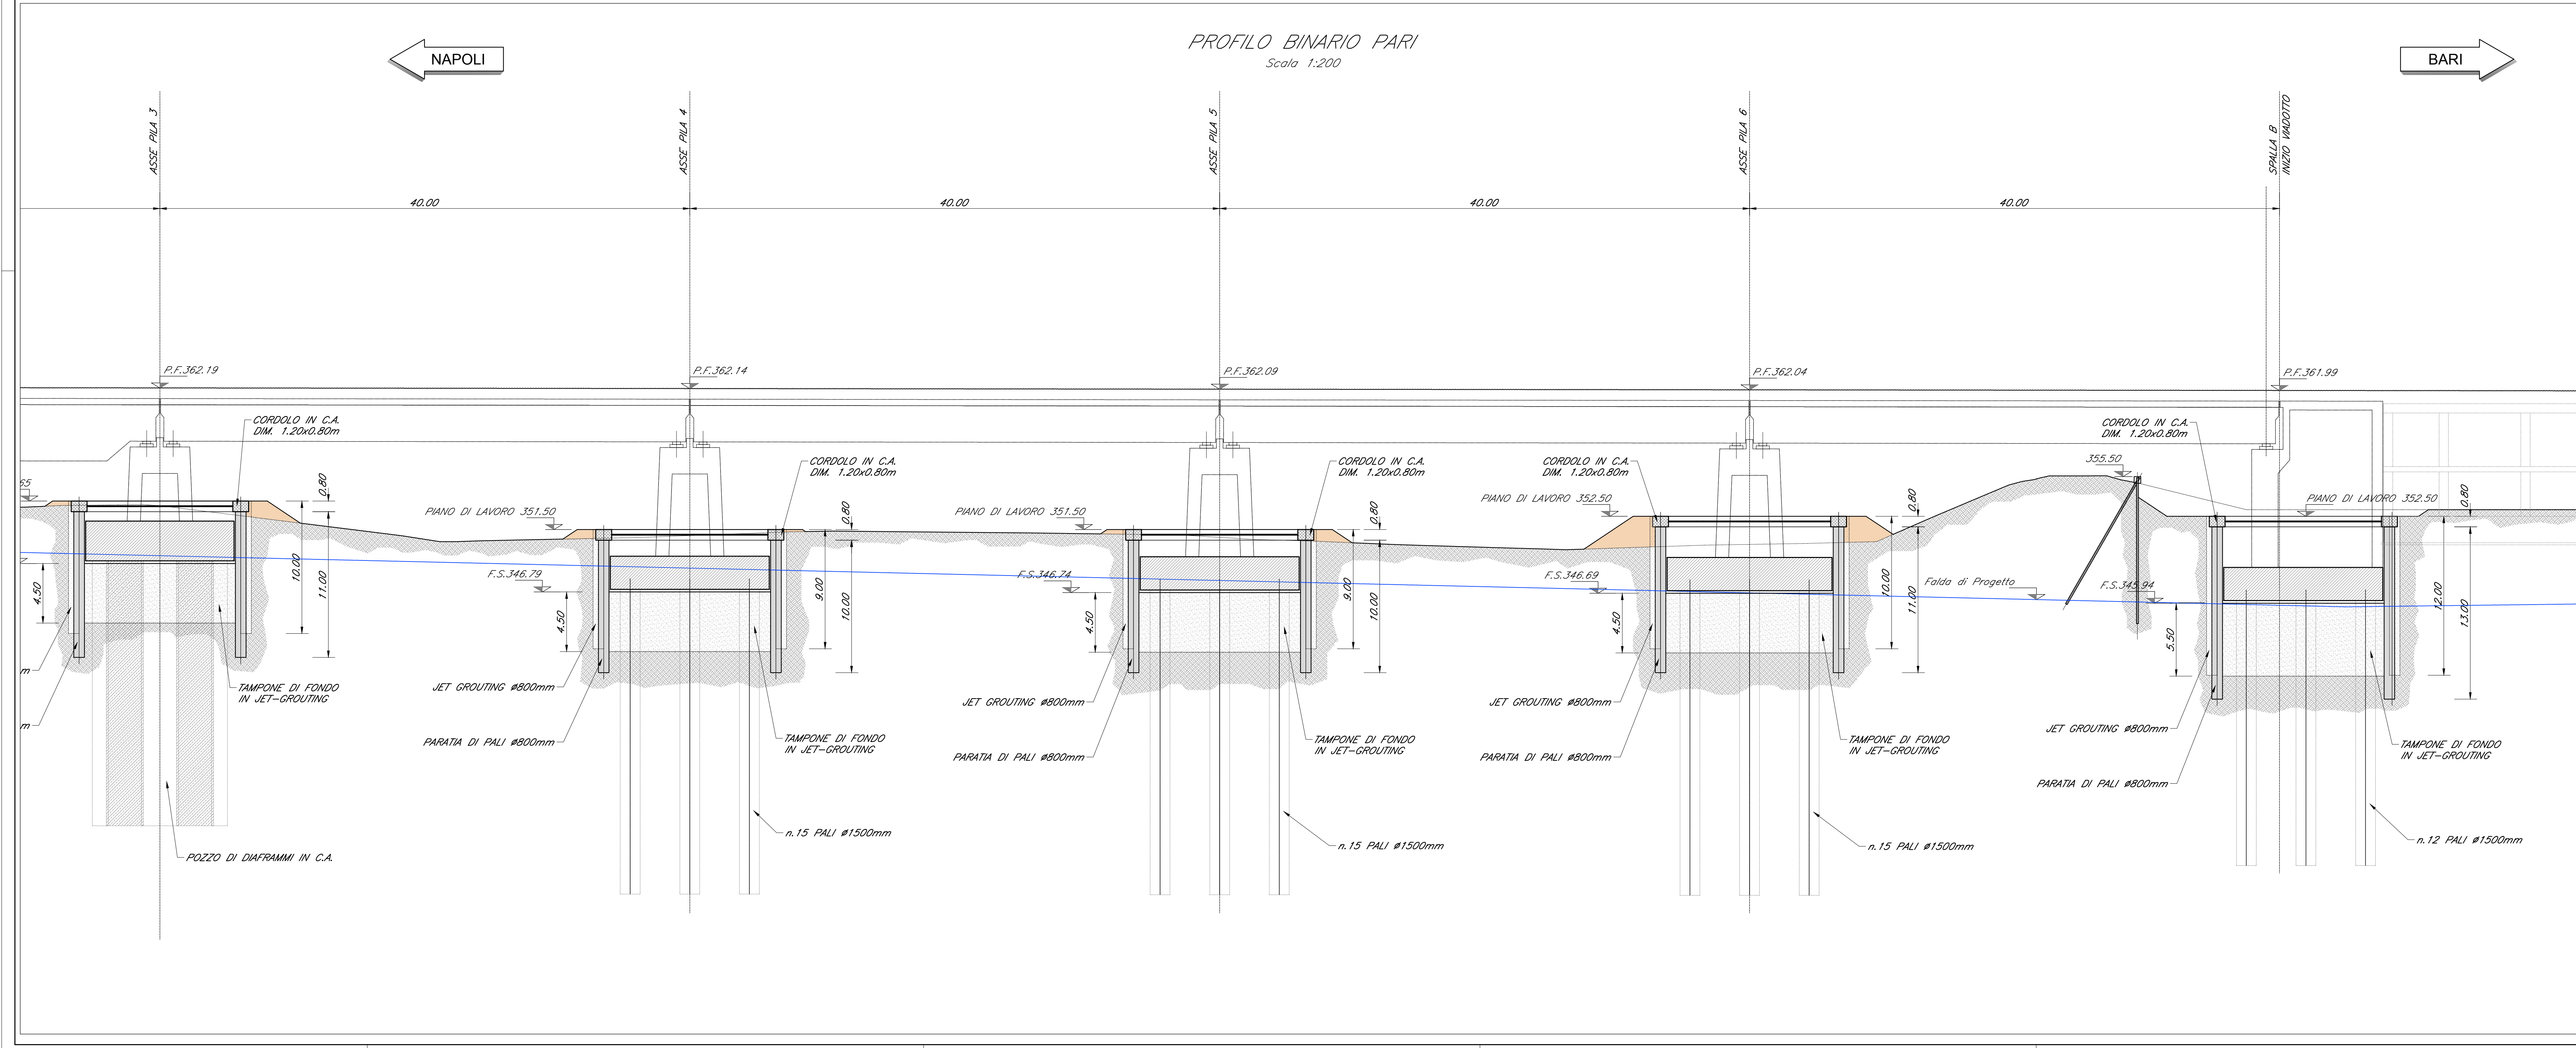 PROFILO BINARIO PARI
Scala 1:200
NAPOLI
BARI
ASSE PILA 3
ASSE PILA 4
ASSE PILA 5
ASSE PILA 6
SPALLA B
INIZIO VIADOTTO
40.00
40.00
40.00
40.00
P.F.362.19
P.F.362.14
P.F.362.09
P.F.362.04
P.F.361.99
65
CORDOLO IN C.A.
DIM. 1.20x0.80m
0.80
10.00
11.00
4.50
m
m
TAMPONE DI FONDO
IN JET-GROUTING
POZZO DI DIAFRAMMI IN C.A.
PIANO DI LAVORO 351.50
CORDOLO IN C.A.
DIM. 1.20x0.80m
0.80
9.00
10.00
F.S.346.79
4.50
JET GROUTING ø800mm
PARATIA DI PALI ø800mm
TAMPONE DI FONDO
IN JET-GROUTING
n.15 PALI ø1500mm
PIANO DI LAVORO 351.50
CORDOLO IN C.A.
DIM. 1.20x0.80m
0.80
9.00
10.00
F.S.346.74
4.50
JET GROUTING ø800mm
PARATIA DI PALI ø800mm
TAMPONE DI FONDO
IN JET-GROUTING
n.15 PALI ø1500mm
CORDOLO IN C.A.
DIM. 1.20x0.80m
PIANO DI LAVORO 352.50
0.80
10.00
11.00
F.S.346.69
4.50
JET GROUTING ø800mm
PARATIA DI PALI ø800mm
TAMPONE DI FONDO
IN JET-GROUTING
n.15 PALI ø1500mm
Falda di Progetto
355.50
CORDOLO IN C.A.
DIM. 1.20x0.80m
PIANO DI LAVORO 352.50
0.80
12.00
13.00
F.S.345.94
5.50
JET GROUTING ø800mm
PARATIA DI PALI ø800mm
TAMPONE DI FONDO
IN JET-GROUTING
n.12 PALI ø1500mm